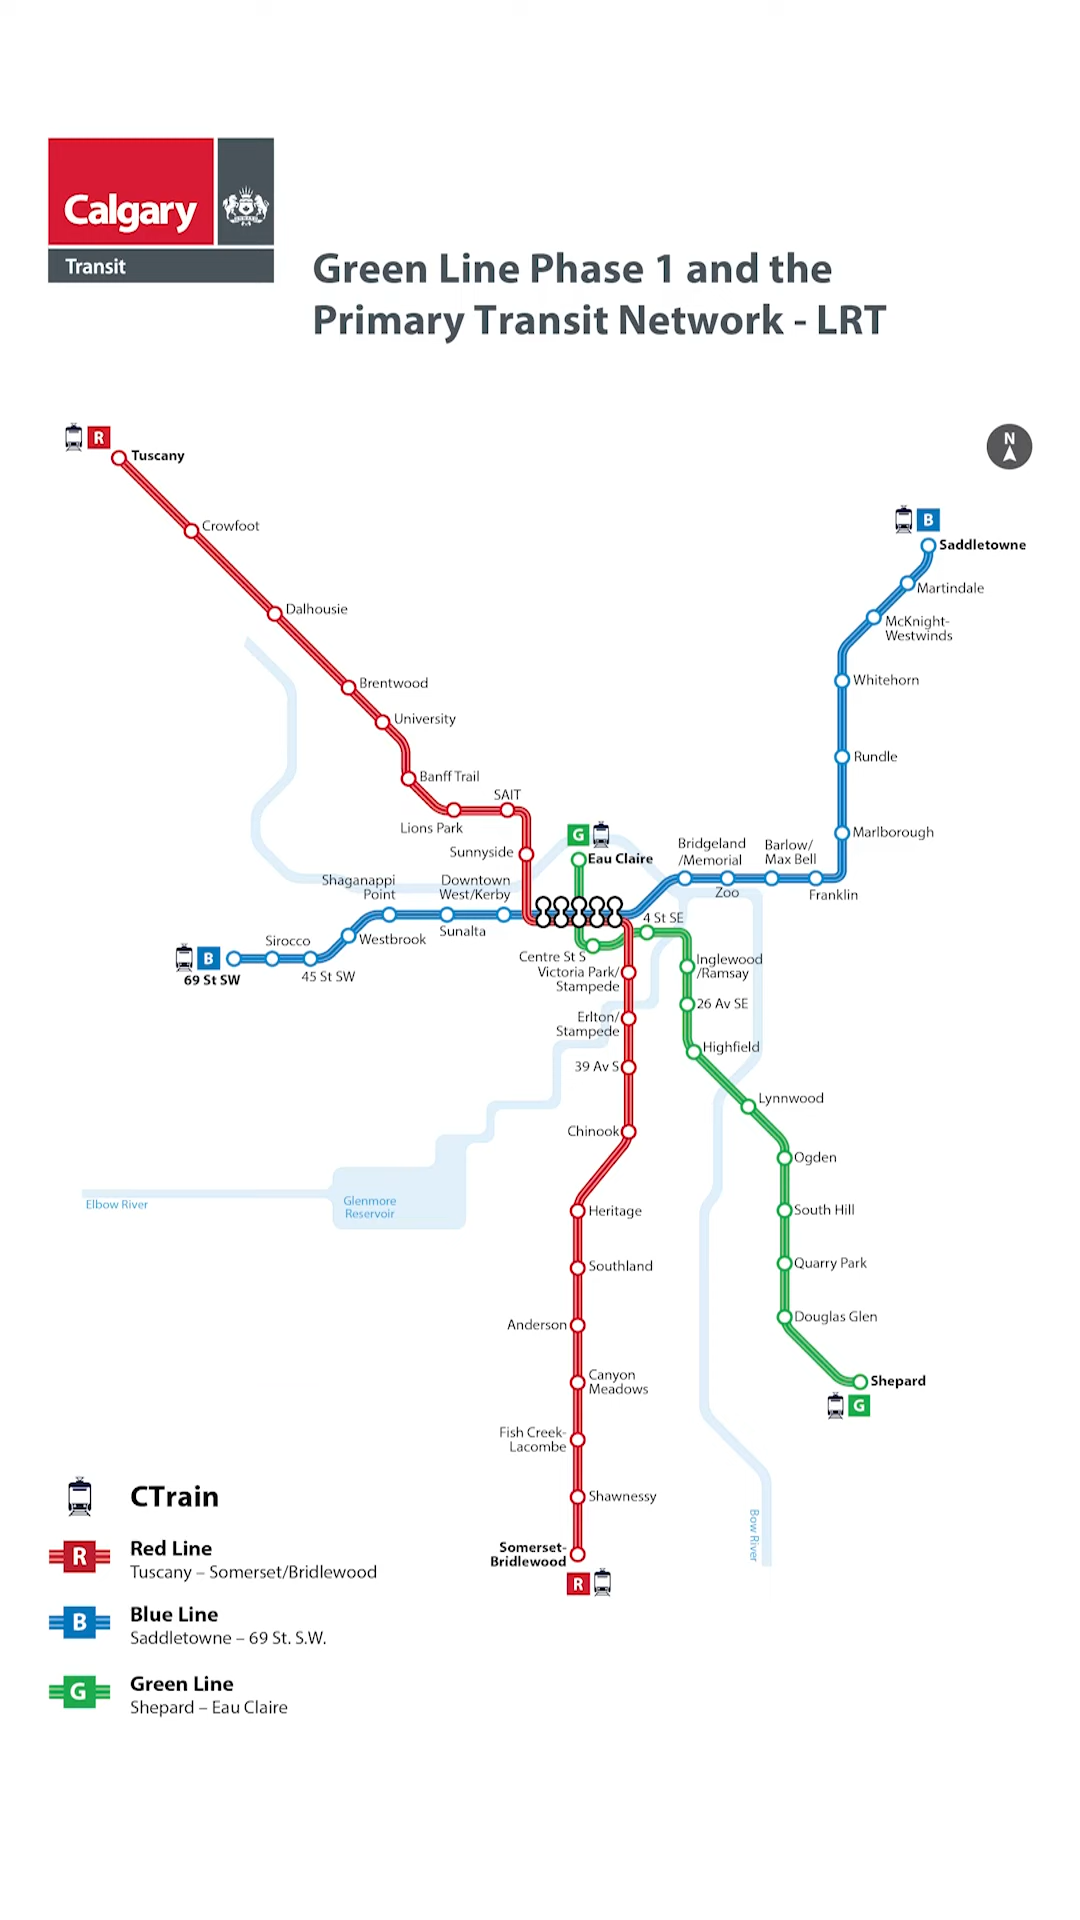 Calgary
Transit
Green Line Phase 1 and the
Primary Transit Network - LRT
R
Tuscany
N
Crowfoot
B
Saddletowne
Martindale
Dalhousie
McKnight-
Westwinds
Brentwood
Whitehorn
University
Rundle
Banff Trail
SAIT
Lions Park
Marlborough
G
Eau Claire
Sunnyside
Bridgeland
/Memorial
Barlow/
Max Bell
Zoo
Franklin
Shaganappi
Point
Downtown
West/Kerby
4 St SE
Sunalta
Westbrook
Sirocco
B
69 St SW
45 St SW
Centre St S
Inglewood
/Ramsay
Victoria Park/
Stampede
26 Av SE
Erlton/
Stampede
Highfield
39 Av S
Lynnwood
Chinook
Ogden
Elbow River
Glenmore
Reservoir
Heritage
South Hill
Southland
Quarry Park
Anderson
Douglas Glen
Canyon
Meadows
Shepard
G
Fish Creek-
Lacombe
Shawnessy
Bow River
Somerset-
Bridlewood
R
CTrain
R
Red Line
Tuscany – Somerset/Bridlewood
B
Blue Line
Saddletowne – 69 St. S.W.
G
Green Line
Shepard – Eau Claire